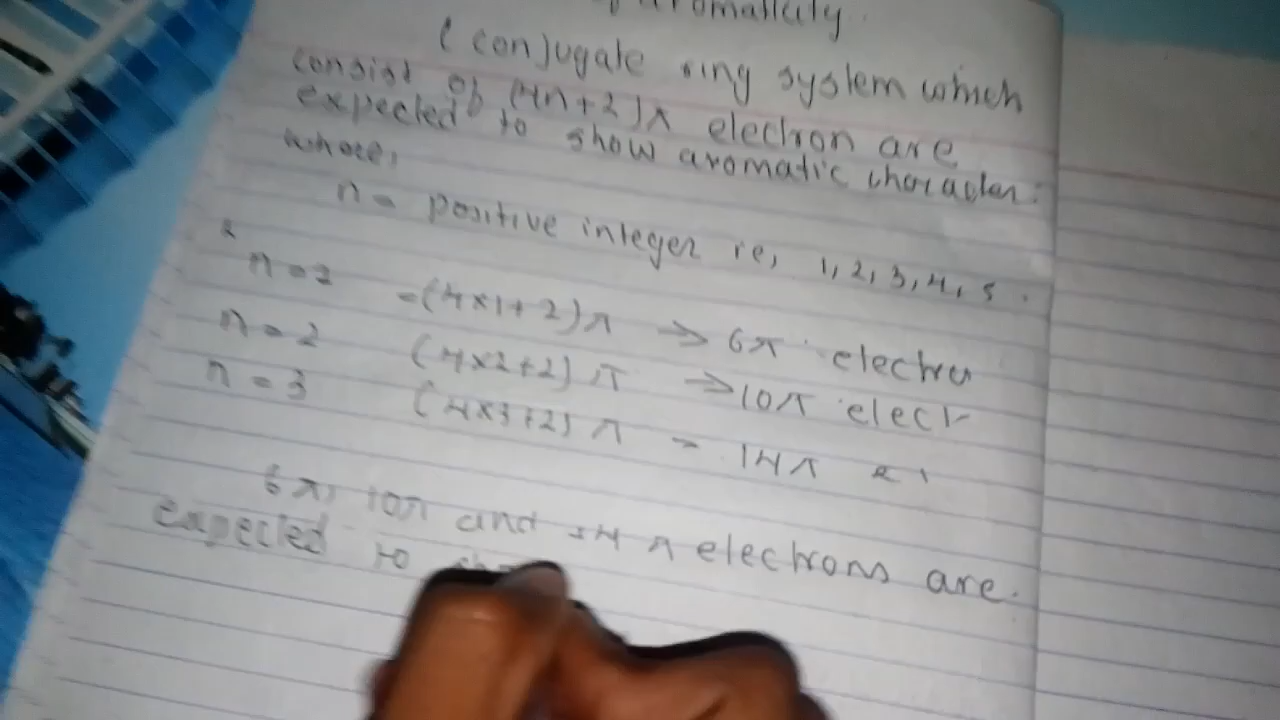 aromaticity
( conjugate ring system which
consist of (4n+2)π electron are
expected to show aromatic character.
where,
n = positive integer ie, 1, 2, 3, 4, 5.
(4×1+2)π → 6π electro
n = 2 (4×2+2)π → 10π elect
n = 3 (4×3+2)π = 14π e
6π, 10π and 14π electrons are
expected to